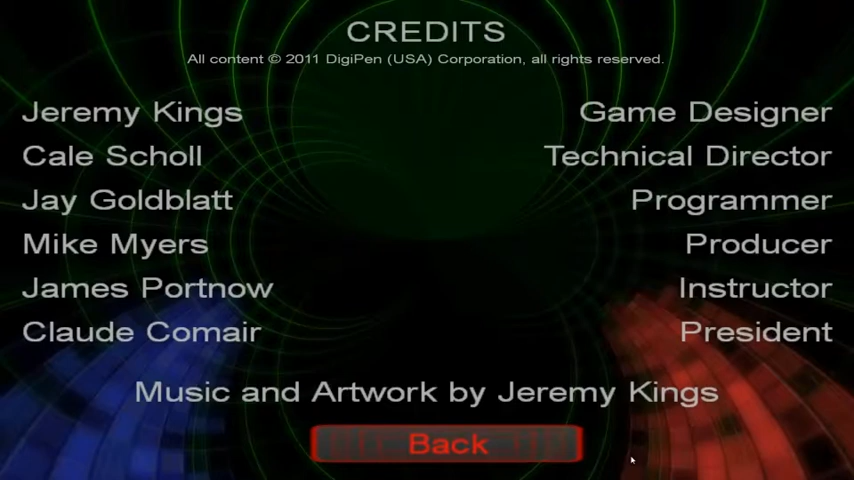 CREDITS
All content © 2011 DigiPen (USA) Corporation, all rights reserved.
Jeremy Kings Game Designer
Cale Scholl Technical Director
Jay Goldblatt Programmer
Mike Myers Producer
James Portnow Instructor
Claude Comair President
Music and Artwork by Jeremy Kings
Back